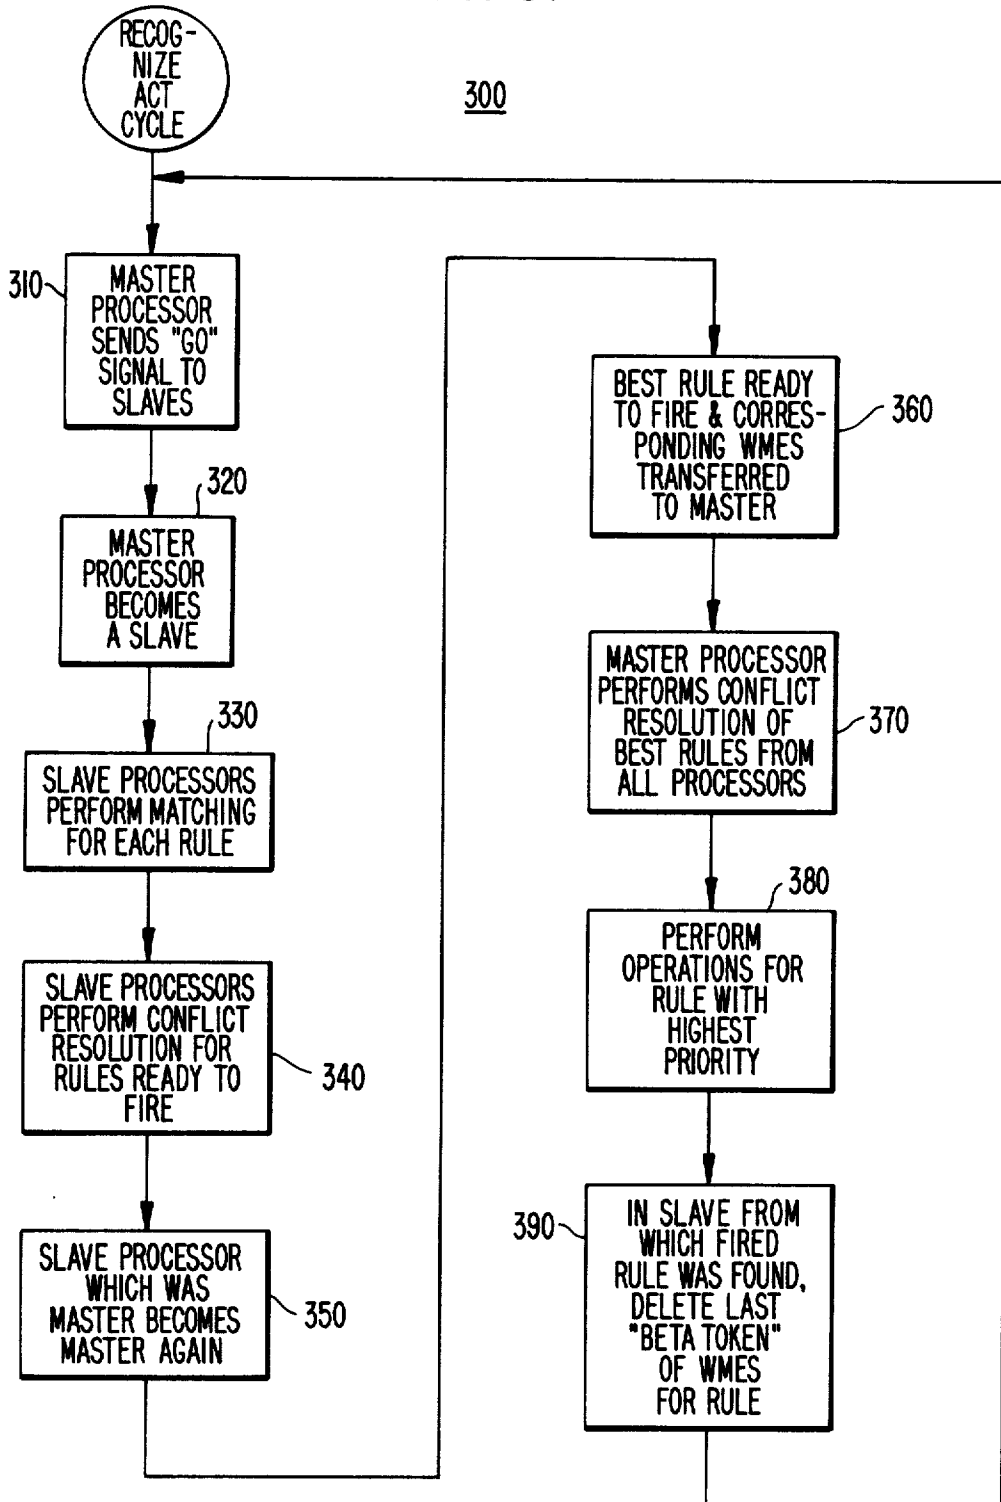 RECOG-
NIZE
ACT
CYCLE
300
310
MASTER
PROCESSOR
SENDS "GO"
SIGNAL TO
SLAVES
320
MASTER
PROCESSOR
BECOMES
A SLAVE
330
SLAVE PROCESSORS
PERFORM MATCHING
FOR EACH RULE
SLAVE PROCESSORS
PERFORM CONFLICT
RESOLUTION FOR
RULES READY TO
FIRE
340
SLAVE PROCESSOR
WHICH WAS
MASTER BECOMES
MASTER AGAIN
350
BEST RULE READY
TO FIRE & CORRES-
PONDING WMES
TRANSFERRED
TO MASTER
360
MASTER PROCESSOR
PERFORMS CONFLICT
RESOLUTION OF
BEST RULES FROM
ALL PROCESSORS
370
380
PERFORM
OPERATIONS FOR
RULE WITH
HIGHEST
PRIORITY
390
IN SLAVE FROM
WHICH FIRED
RULE WAS FOUND,
DELETE LAST
"BETA TOKEN"
OF WMES
FOR RULE